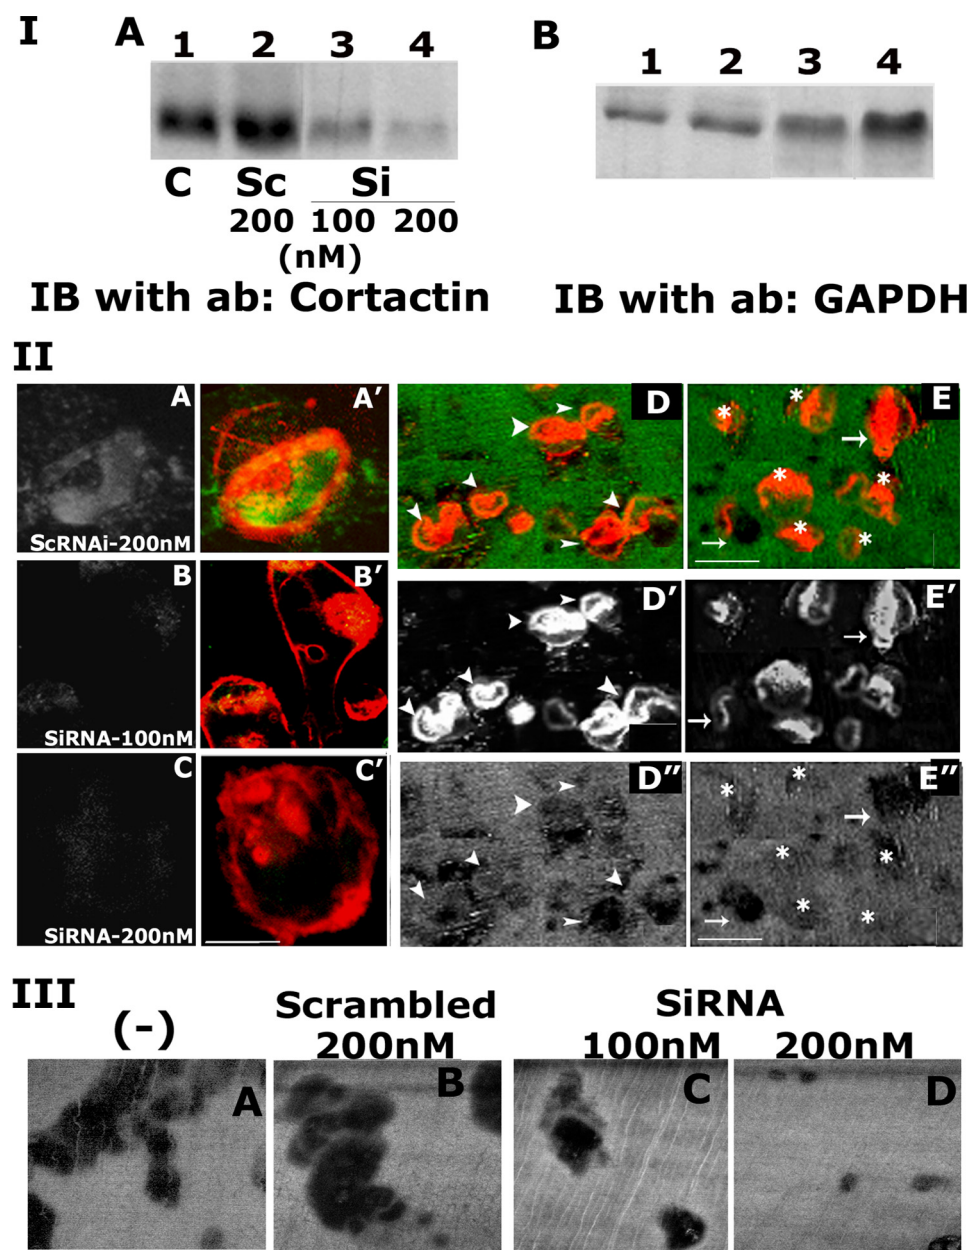 I
A
1 2 3 4
C Sc Si
200 100 200
(nM)
IB with ab: Cortactin
B
1 2 3 4
IB with ab: GAPDH
II
A
ScRNAi-200nM
A′
B
SiRNA-100nM
B′
C
SiRNA-200nM
C′
D
D′
D″
E
* * * * * *
E′
E″
* * * * * *
III
(-)
Scrambled
200nM
SiRNA
100nM 200nM
A
B
C
D